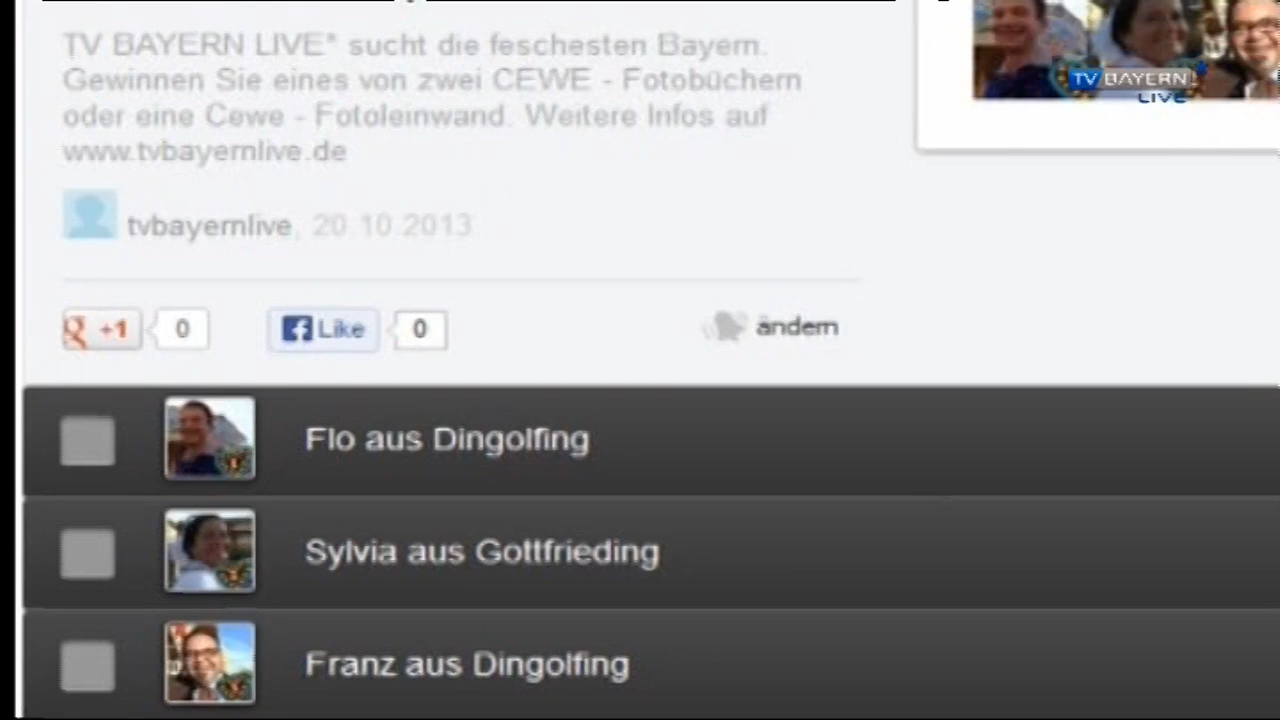 TV BAYERN LIVE* sucht die feschesten Bayern.
Gewinnen Sie eines von zwei CEWE - Fotobüchern
oder eine Cewe - Fotoleinwand. Weitere Infos auf
www.tvbayernlive.de
tvbayernlive, 20.10.2013
+1 0 Like 0 ändern
TV BAYERN
LIVE
Flo aus Dingolfing
Sylvia aus Gottfrieding
Franz aus Dingolfing